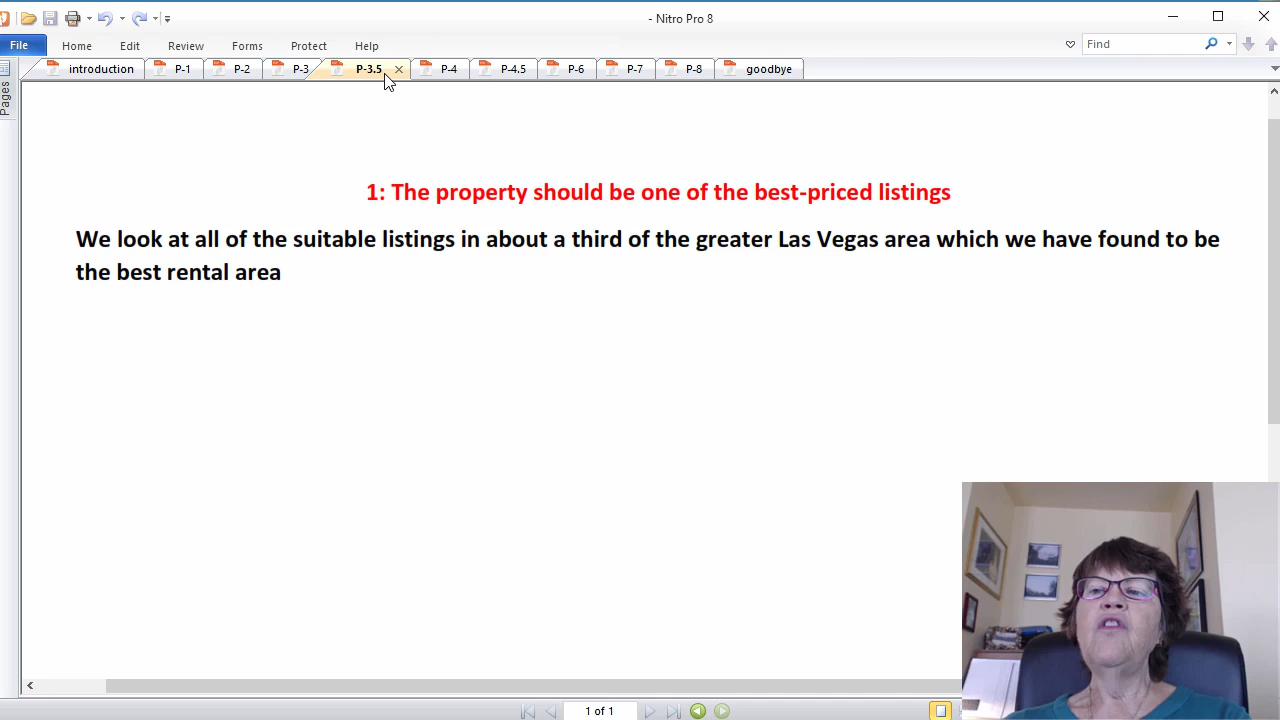 - Nitro Pro 8
File Home Edit Review Forms Protect Help Find
introduction P-1 P-2 P-3 P-3.5 P-4 P-4.5 P-6 P-7 P-8 goodbye
Pages
1: The property should be one of the best-priced listings
We look at all of the suitable listings in about a third of the greater Las Vegas area which we have found to be
the best rental area
1 of 1